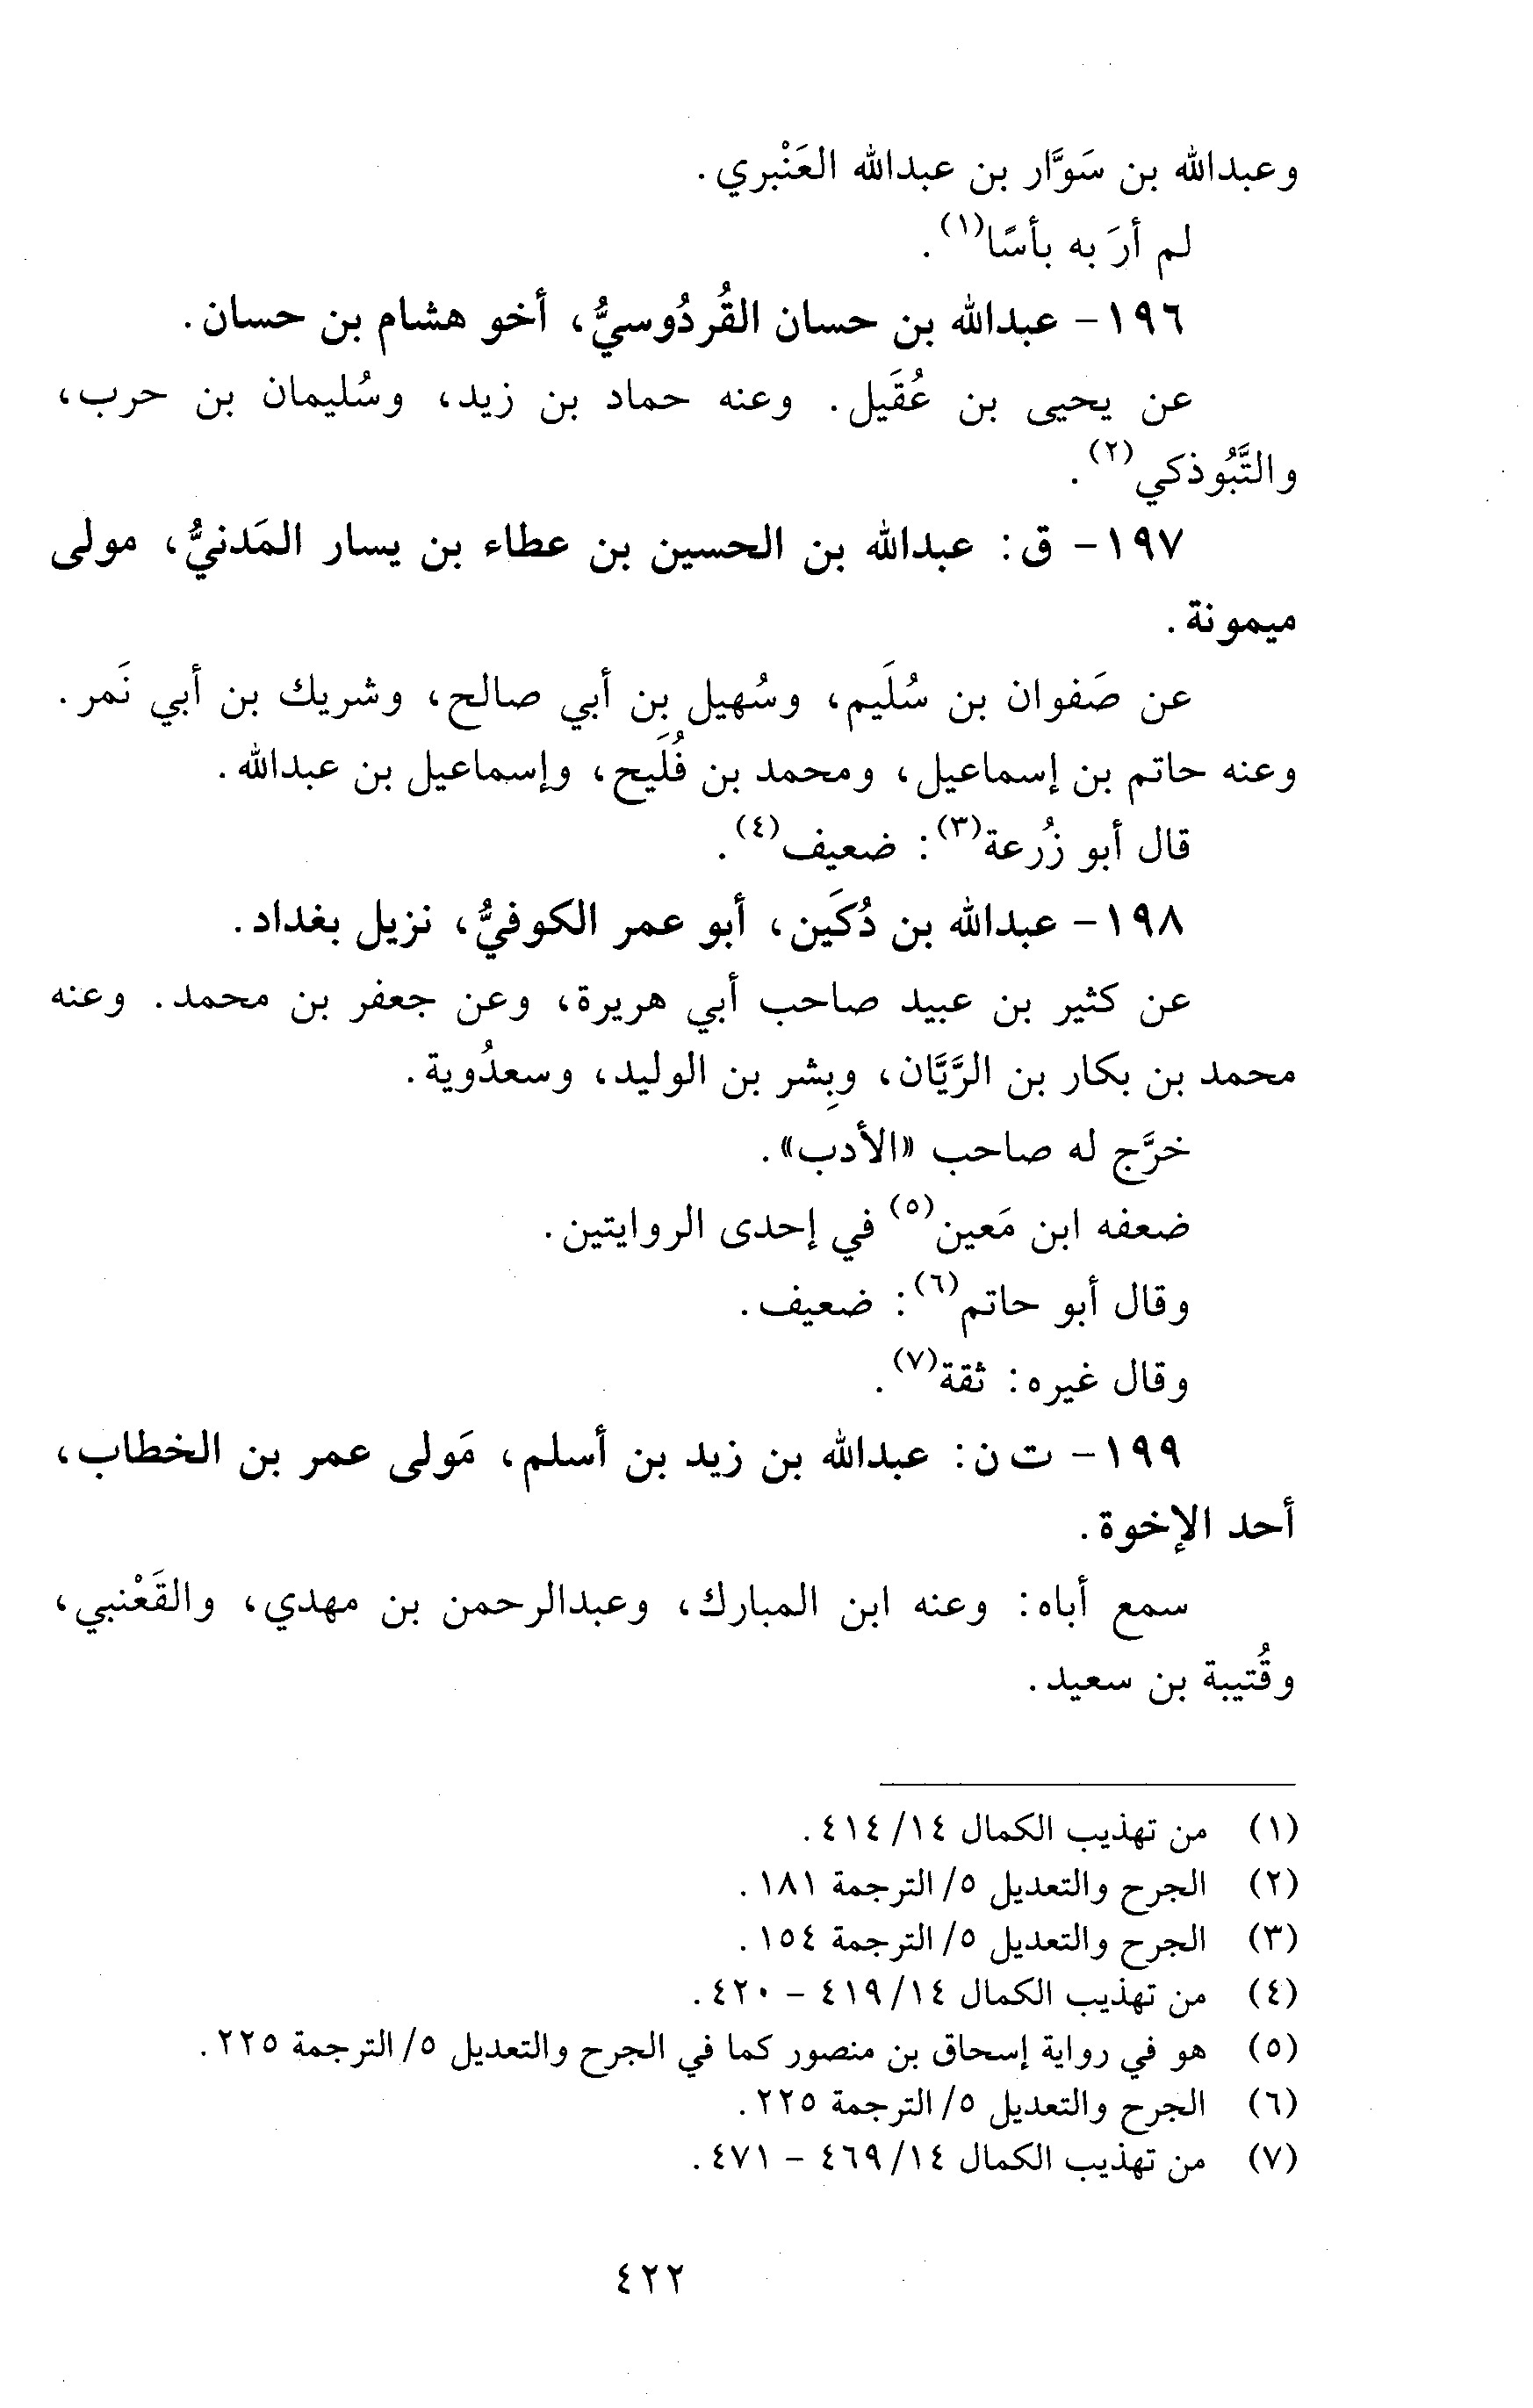 وعبدالله بن سَوَّار بن عبدالله العَنْبري.
لم أرَ به بأسًا(١).
١٩٦- عبدالله بن حسان القُردُوسيُّ، أخو هشام بن حسان.
عن يحيى بن عُقَيل. وعنه حماد بن زيد، وسُليمان بن حرب،
والتَّبُوذكي(٢).
١٩٧- ق: عبدالله بن الحسين بن عطاء بن يسار المَدنيُّ، مولى
ميمونة.
عن صَفوان بن سُلَيم، وسُهيل بن أبي صالح، وشريك بن أبي نَمر.
وعنه حاتم بن إسماعيل، ومحمد بن فُلَيح، وإسماعيل بن عبدالله.
قال أبو زُرعة(٣): ضعيف(٤).
١٩٨- عبدالله بن دُكَين، أبو عمر الكوفيُّ، نزيل بغداد.
عن كثير بن عبيد صاحب أبي هريرة، وعن جعفر بن محمد. وعنه
محمد بن بكار بن الرَّيَّان، وبِشر بن الوليد، وسعدُوية.
خرَّج له صاحب «الأدب».
ضعفه ابن مَعين(٥) في إحدى الروايتين.
وقال أبو حاتم(٦): ضعيف.
وقال غيره: ثقة(٧).
١٩٩- ت ن: عبدالله بن زيد بن أسلم، مَولى عمر بن الخطاب،
أحد الإخوة.
سمع أباه: وعنه ابن المبارك، وعبدالرحمن بن مهدي، والقَعْنبي،
وقُتيبة بن سعيد.
(١) من تهذيب الكمال ١٤/ ٤١٤.
(٢) الجرح والتعديل ٥/ الترجمة ١٨١.
(٣) الجرح والتعديل ٥/ الترجمة ١٥٤.
(٤) من تهذيب الكمال ١٤/ ٤١٩ - ٤٢٠.
(٥) هو في رواية إسحاق بن منصور كما في الجرح والتعديل ٥/ الترجمة ٢٢٥.
(٦) الجرح والتعديل ٥/ الترجمة ٢٢٥.
(٧) من تهذيب الكمال ١٤/ ٤٦٩ - ٤٧١.
٤٢٢